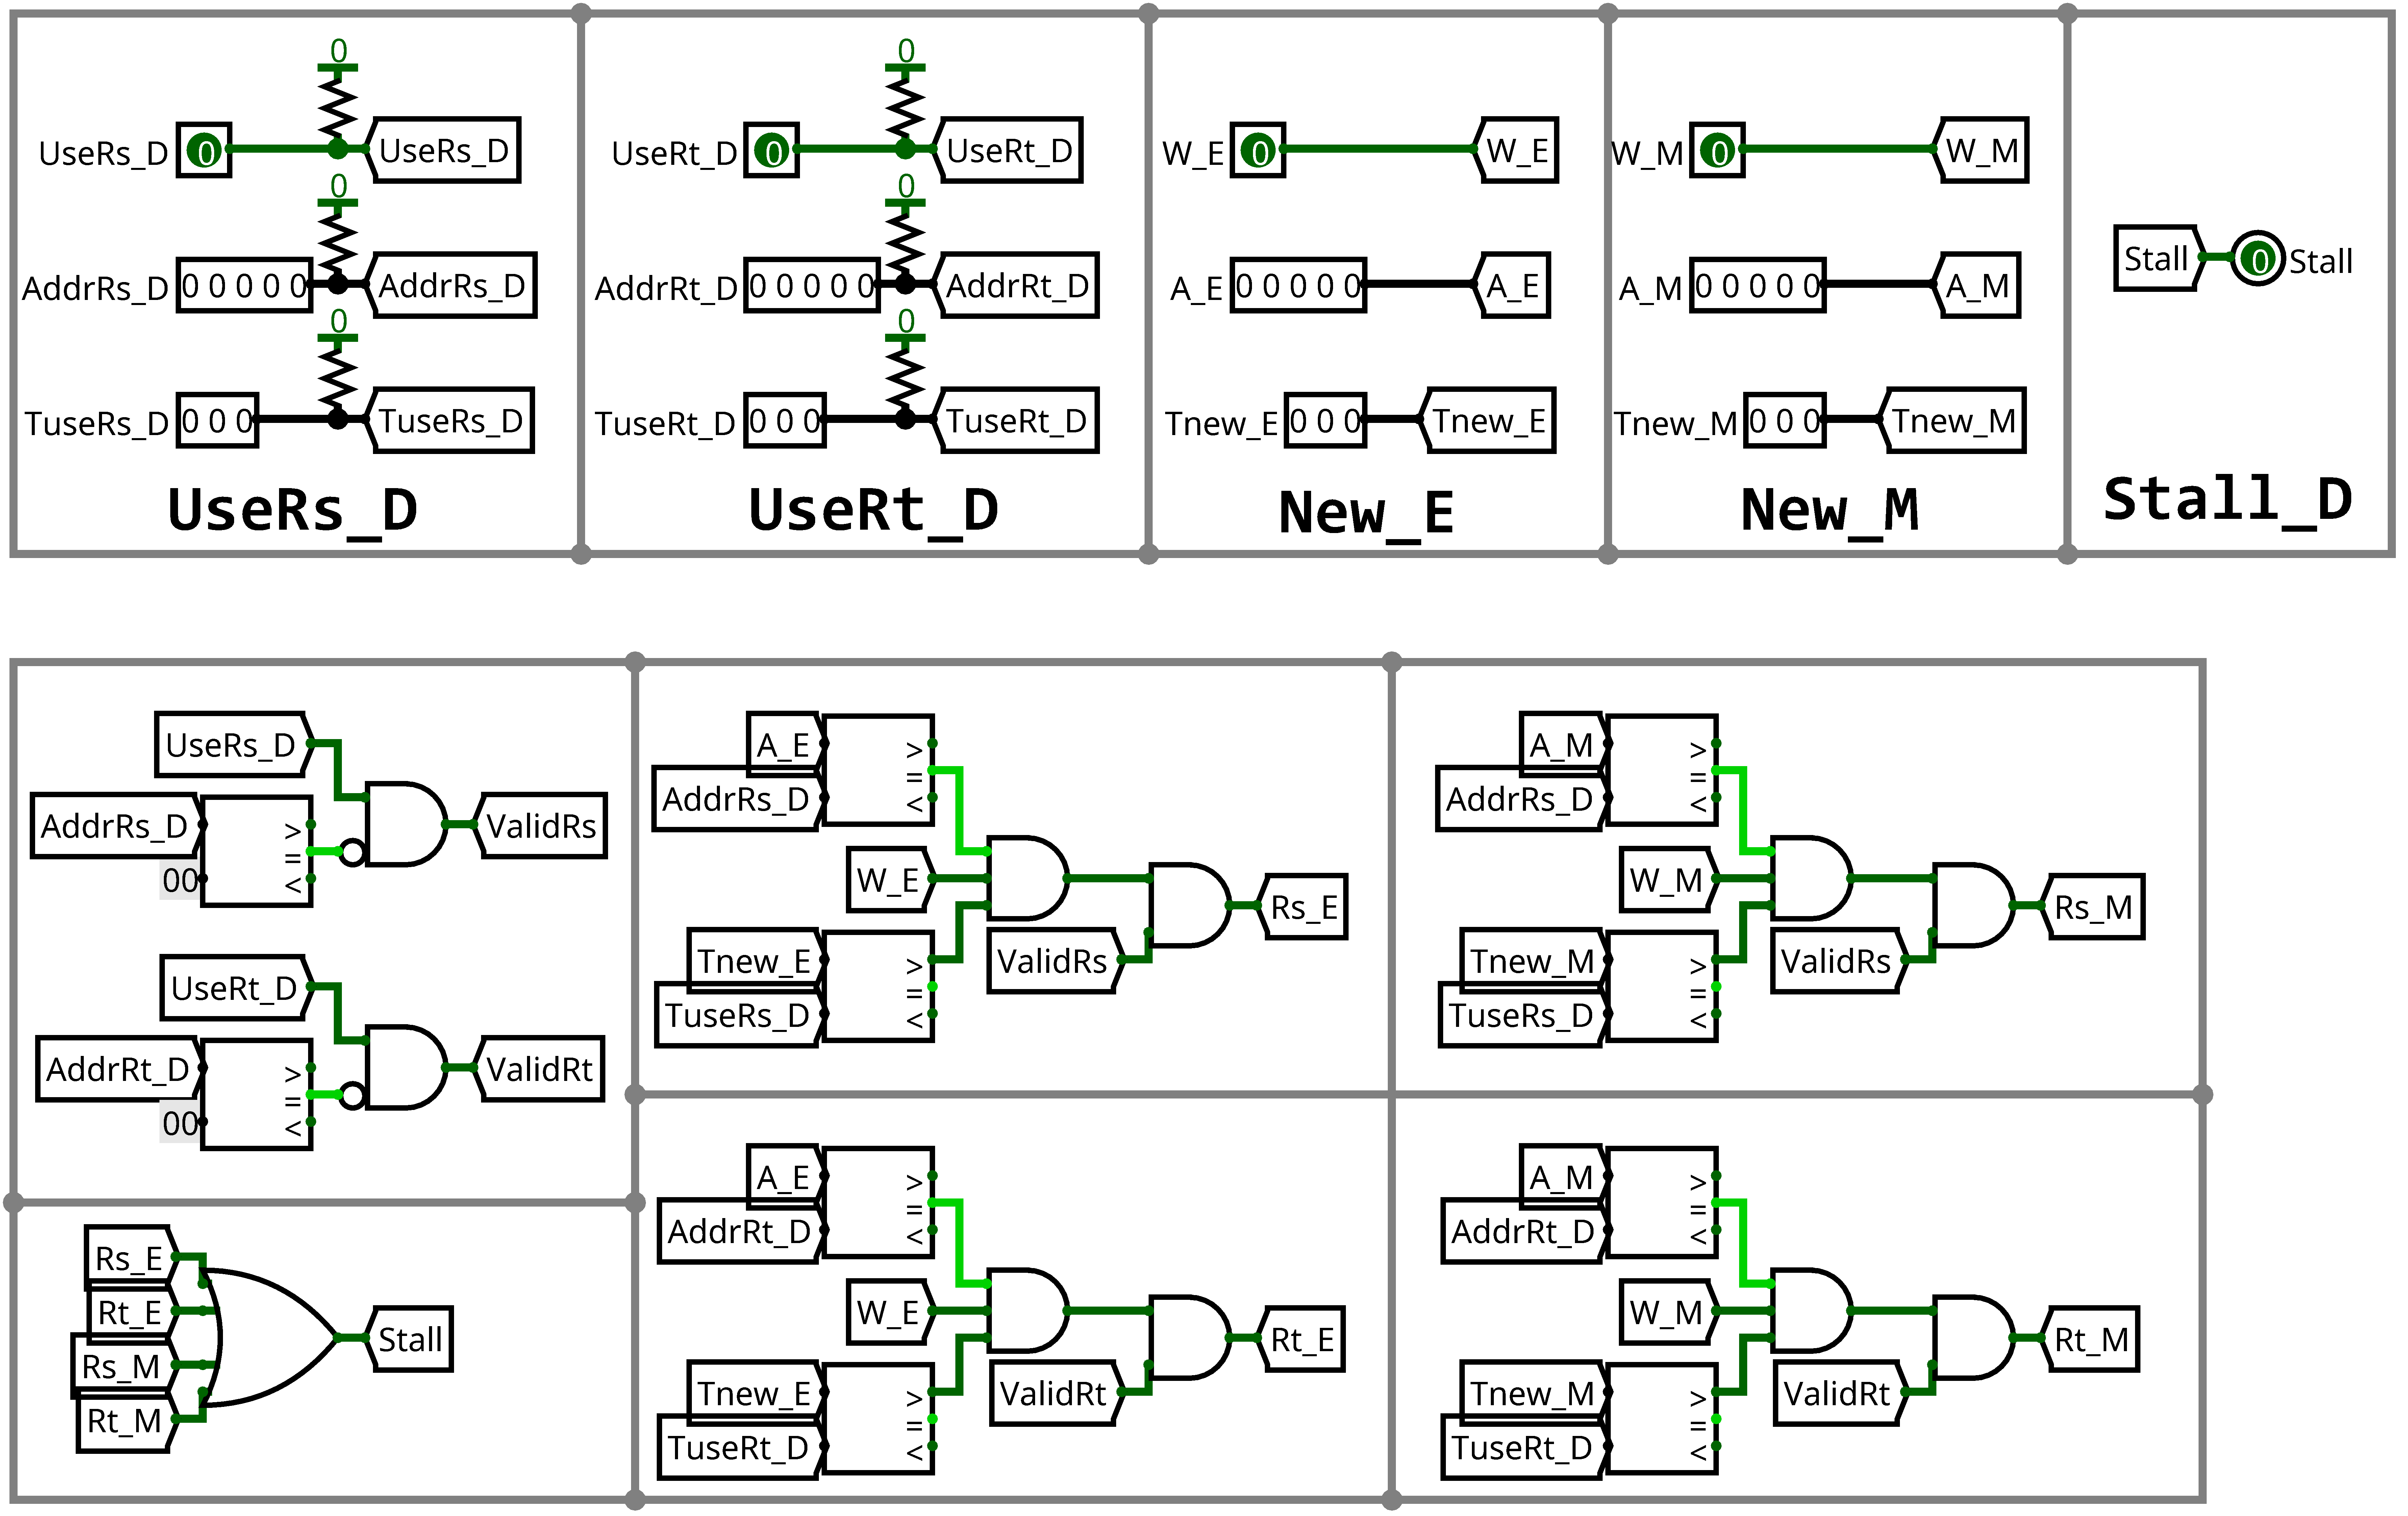 0
UseRs_D 0 UseRs_D
0
AddrRs_D 0 0 0 0 0 AddrRs_D
0
TuseRs_D 0 0 0 TuseRs_D
UseRs_D
0
UseRt_D 0 UseRt_D
0
AddrRt_D 0 0 0 0 0 AddrRt_D
0
TuseRt_D 0 0 0 TuseRt_D
UseRt_D
W_E 0 W_E
A_E 0 0 0 0 0 A_E
Tnew_E 0 0 0 Tnew_E
New_E
W_M 0 W_M
A_M 0 0 0 0 0 A_M
Tnew_M 0 0 0 Tnew_M
New_M
Stall 0 Stall
Stall_D
UseRs_D
AddrRs_D > ValidRs
=
00 <
UseRt_D
AddrRt_D > ValidRt
=
00 <
Rs_E
Rt_E
Rs_M
Rt_M
Stall
A_E >
=
AddrRs_D <
W_E
Rs_E
Tnew_E > ValidRs
=
TuseRs_D <
A_M >
=
AddrRs_D <
W_M
Rs_M
Tnew_M > ValidRs
=
TuseRs_D <
A_E >
=
AddrRt_D <
W_E
Rt_E
Tnew_E > ValidRt
=
TuseRt_D <
A_M >
=
AddrRt_D <
W_M
Rt_M
Tnew_M > ValidRt
=
TuseRt_D <